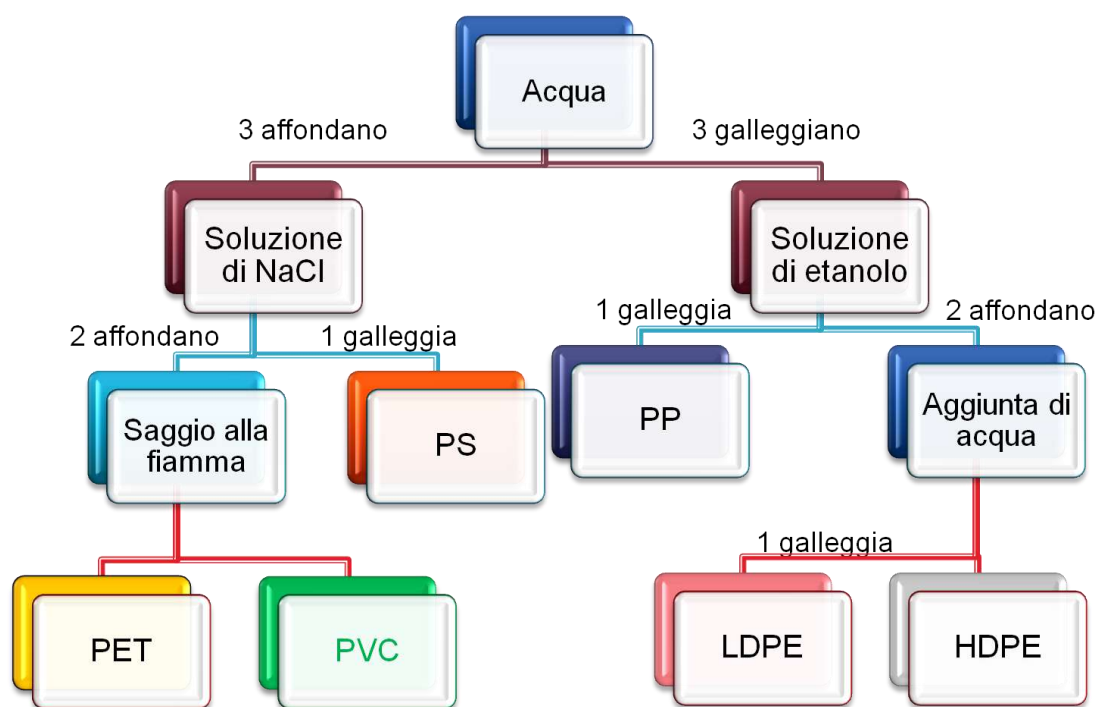 Acqua
3 affondano
3 galleggiano
Soluzione
di NaCl
Soluzione
di etanolo
2 affondano
1 galleggia
1 galleggia
2 affondano
Saggio alla
fiamma
PS
PP
Aggiunta di
acqua
1 galleggia
PET
PVC
LDPE
HDPE